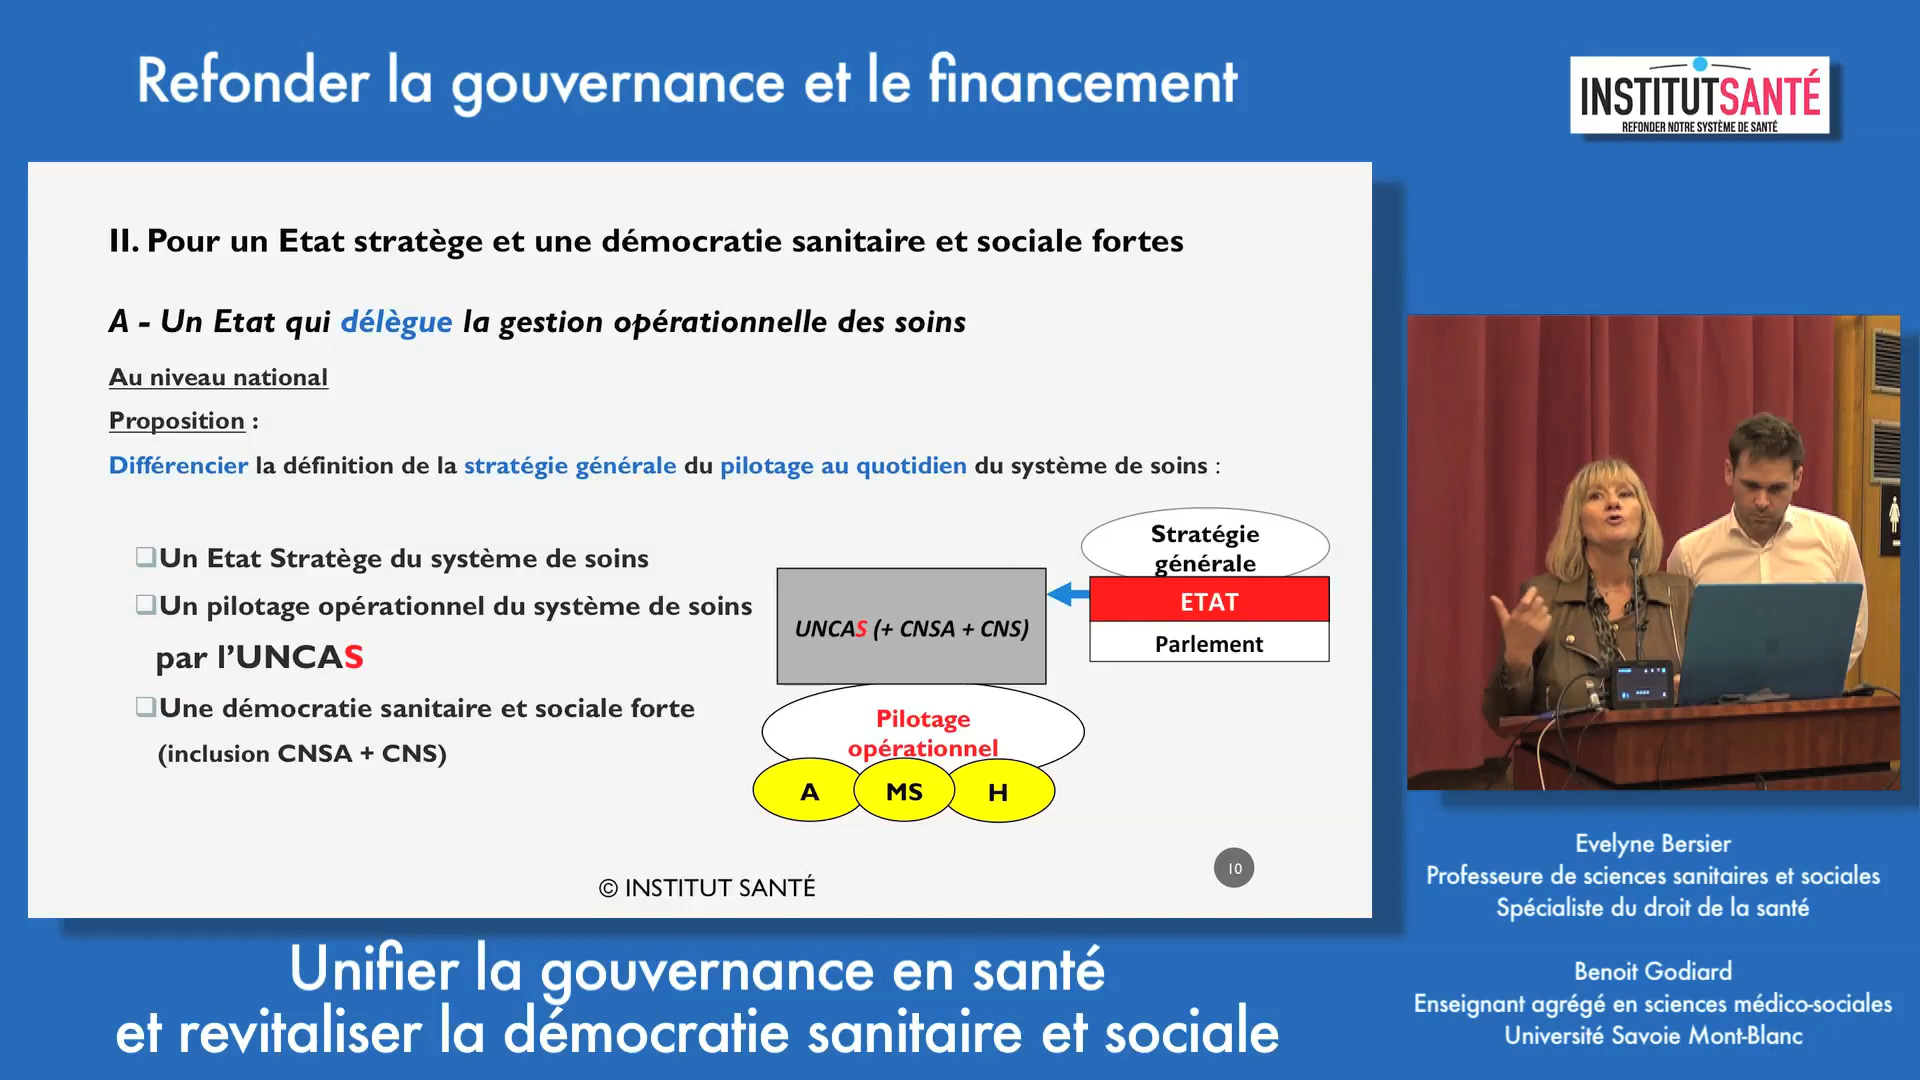 Refonder la gouvernance et le financement
INSTITUTSANTÉ
REFONDER NOTRE SYSTÈME DE SANTÉ
II. Pour un Etat stratège et une démocratie sanitaire et sociale fortes
A - Un Etat qui délègue la gestion opérationnelle des soins
Au niveau national
Proposition :
Différencier la définition de la stratégie générale du pilotage au quotidien du système de soins :
Un Etat Stratège du système de soins
Un pilotage opérationnel du système de soins
par l’UNCAS
Une démocratie sanitaire et sociale forte
(inclusion CNSA + CNS)
Stratégie
générale
ETAT
Parlement
UNCAS (+ CNSA + CNS)
Pilotage
opérationnel
A
MS
H
10
© INSTITUT SANTÉ
Evelyne Bersier
Professeure de sciences sanitaires et sociales
Spécialiste du droit de la santé
Benoit Godiard
Enseignant agrégé en sciences médico-sociales
Université Savoie Mont-Blanc
Unifier la gouvernance en santé
et revitaliser la démocratie sanitaire et sociale